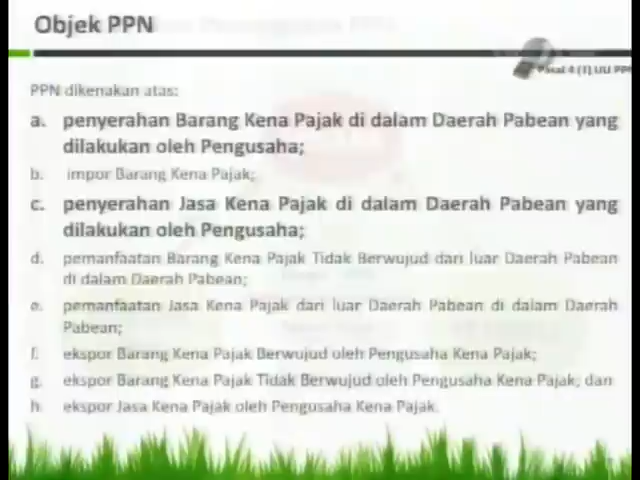 Objek PPN
Pasal 4 (1) UU PPN
PPN dikenakan atas:
a. penyerahan Barang Kena Pajak di dalam Daerah Pabean yang
dilakukan oleh Pengusaha;
b. impor Barang Kena Pajak;
c. penyerahan Jasa Kena Pajak di dalam Daerah Pabean yang
dilakukan oleh Pengusaha;
d. pemanfaatan Barang Kena Pajak Tidak Berwujud dari luar Daerah Pabean
di dalam Daerah Pabean;
e. pemanfaatan Jasa Kena Pajak dari luar Daerah Pabean di dalam Daerah
Pabean;
f. ekspor Barang Kena Pajak Berwujud oleh Pengusaha Kena Pajak;
g. ekspor Barang Kena Pajak Tidak Berwujud oleh Pengusaha Kena Pajak; dan
h. ekspor Jasa Kena Pajak oleh Pengusaha Kena Pajak.